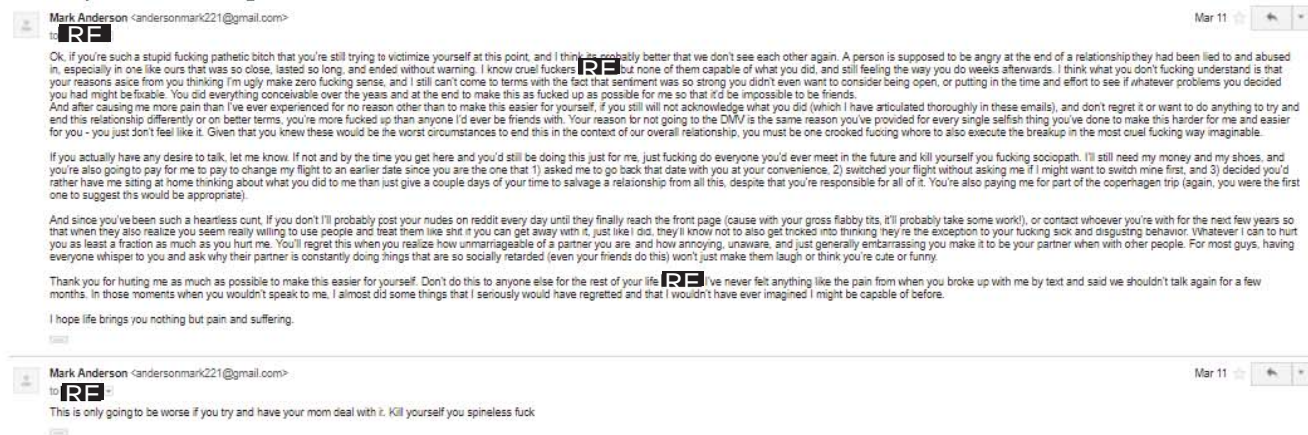 Mark Anderson <andersonmark221@gmail.com>
Mar 11
to RE
Ok, if you're such a stupid fucking pathetic bitch that you're still trying to victimize yourself at this point, and I think its probably better that we don't see each other again. A person is supposed to be angry at the end of a relationship they had been lied to and abused
in, especially in one like ours that was so close, lasted so long, and ended without warning. I know cruel fuckers RE but none of them capable of what you did, and still feeling the way you do weeks afterwards. I think what you don't fucking understand is that
your reasons asice from you thinking I'm ugly make zero fucking sense, and I still can't come to terms with the fact that sentiment was so strong you didn't even want to consider being open, or putting in the time and effort to see if whatever problems you decided
you had might be fixable. You did everything conceivable over the years and at the end to make this as fucked up as possible for me so that it'd be impossible to be friends.
And after causing me more pain than I've ever experienced for no reason other than to make this easier for yourself, if you still will not acknowledge what you did (which I have articulated thoroughly in these emails), and don't regret it or want to do anything to try and
end this relationship differently or on better terms, you're more fucked up than anyone I'd ever be friends with. Your reason for not going to the DMV is the same reason you've provided for every single selfish thing you've done to make this harder for me and easier
for you - you just don't feel like it. Given that you knew these would be the worst circumstances to end this in the context of our overall relationship, you must be one crooked fucking whore to also execute the breakup in the most cruel fucking way imaginable.
If you actually have any desire to talk, let me know. If not and by the time you get here and you'd still be doing this just for me, just fucking do everyone you'd ever meet in the future and kill yourself you fucking sociopath. I'll still need my money and my shoes, and
you're also going to pay for me to pay to change my flight to an earlier date since you are the one that 1) asked me to go back that date with you at your convenience, 2) switched your flight without asking me if I might want to switch mine first, and 3) decided you'd
rather have me siting at home thinking about what you did to me than just give a couple days of your time to salvage a relaionship from all this, despite that you're responsible for all of it. You're also paying me for part of the coperhagen trip (again, you were the first
one to suggest this would be appropriate).
And since you've been such a heartless cunt, If you don't I'll probably post your nudes on reddit every day until they finally reach the front page (cause with your gross flabby tits, it'll probably take some work!), or contact whoever you're with for the next few years so
that when they also realize you seem really willing to use people and treat them like shit if you can get away with it, just like I did, they'll know not to also get tricked into thinking they're the exception to your fucking sick and disgusting behavior. Whatever I can to hurt
you as least a fraction as much as you hurt me. You'll regret this when you realize how unmarriageable of a partner you are and how annoying, unaware, and just generally embarrassing you make it to be your partner when with other people. For most guys, having
everyone whisper to you and ask why their partner is constantly doing things that are so socially retarded (even your friends do this) won't just make them laugh or think you're cute or funny.
Thank you for huting me as much as possible to make this easier for yourself. Don't do this to anyone else for the rest of your life RE I've never felt anything like the pain from when you broke up with me by text and said we shouldn't talk again for a few
months. In those moments when you wouldn't speak to me, I almost did some things that I seriously would have regretted and that I wouldn't have ever imagined I might be capable of before.
I hope life brings you nothing but pain and suffering.
Mark Anderson <andersonmark221@gmail.com>
Mar 11
to RE
This is only going to be worse if you try and have your mom deal with it. Kill yourself you spineless fuck